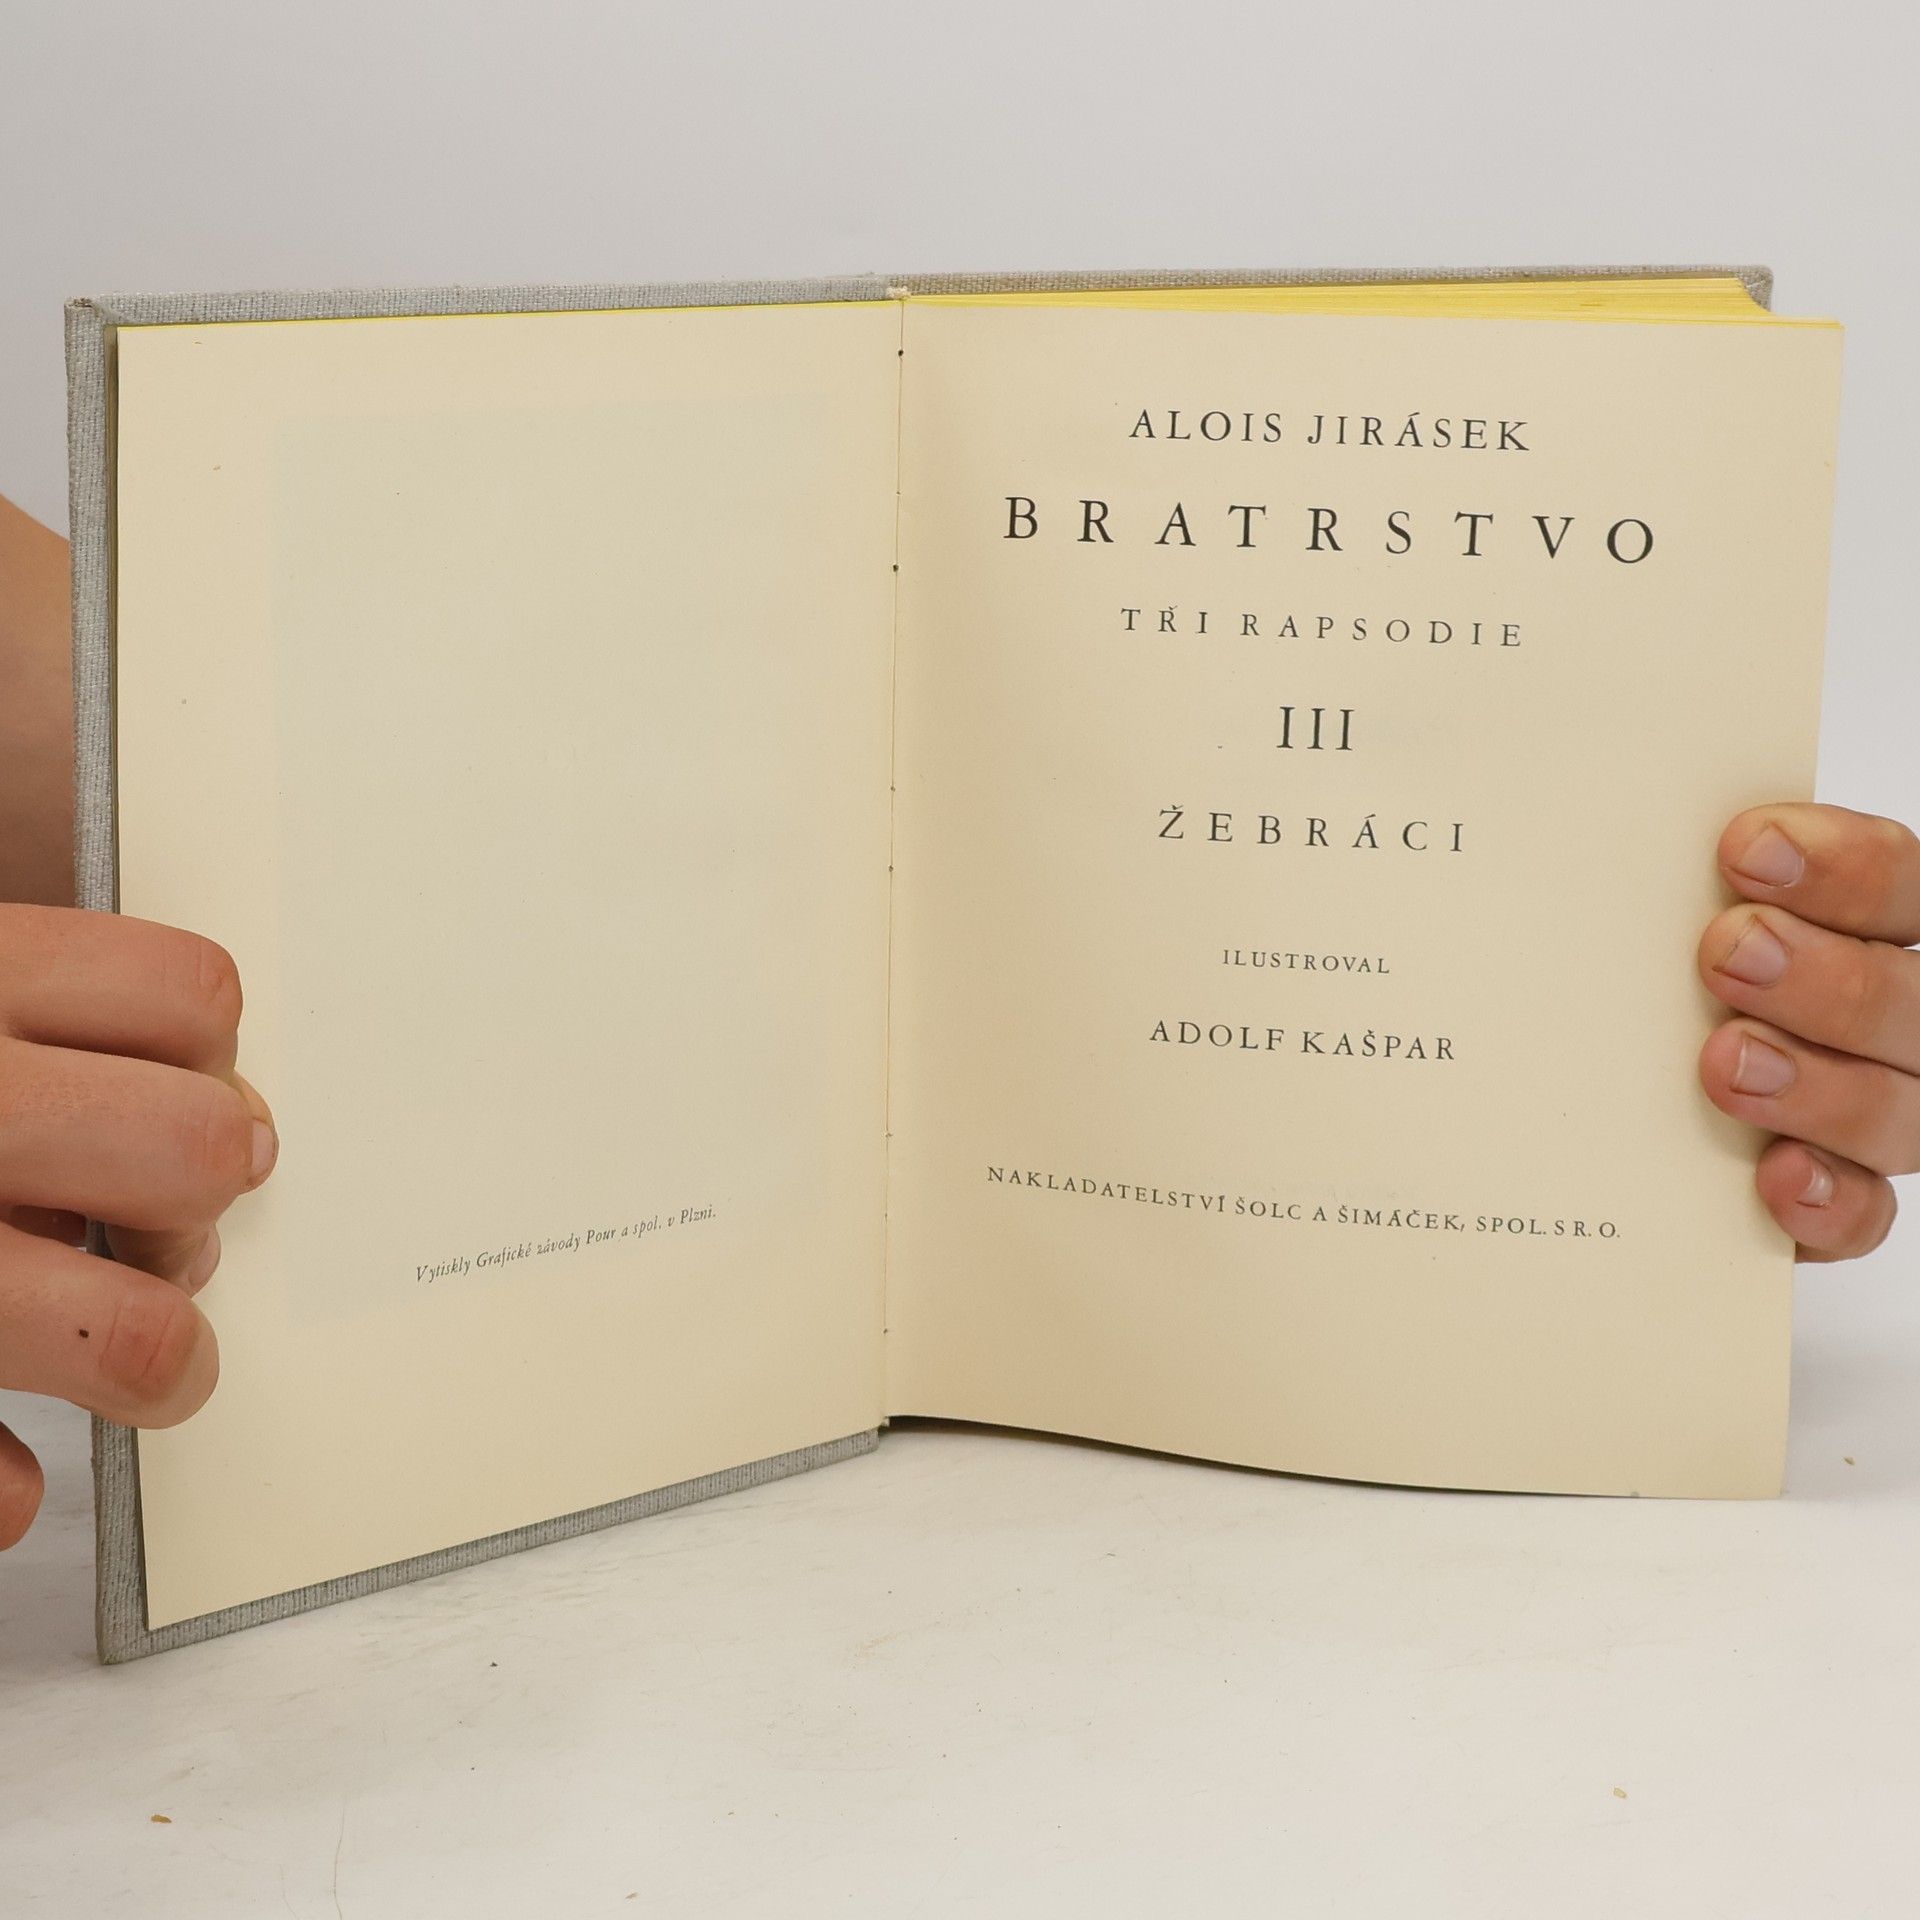 Vytiskly Grafické závody Pour a spol. v Plzni.
ALOIS JIRÁSEK
BRATRSTVO
TŘI RAPSODIE
III
ŽEBRÁCI
ILUSTROVAL
ADOLF KAŠPAR
NAKLADATELSTVÍ ŠOLC A ŠIMÁČEK, SPOL. S R. O.